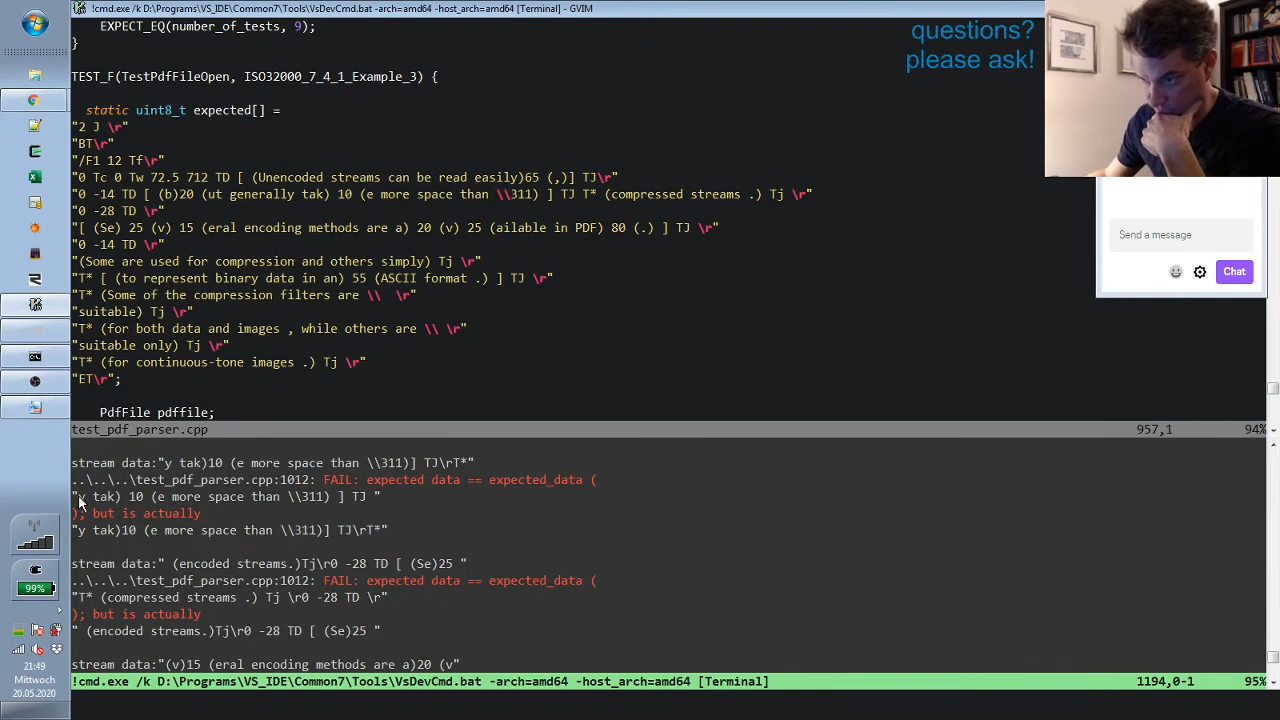 !cmd.exe /k D:\Programs\VS_IDE\Common7\Tools\VsDevCmd.bat -arch=amd64 -host_arch=amd64 [Terminal] - GVIM
EXPECT_EQ(number_of_tests, 9);
}
questions?
please ask!
TEST_F(TestPdfFileOpen, ISO32000_7_4_1_Example_3) {
static uint8_t expected[] =
"2 J \r"
"BT\r"
"/F1 12 Tf\r"
"0 Tc 0 Tw 72.5 712 TD [ (Unencoded streams can be read easily)65 (,)] TJ\r"
"0 -14 TD [ (b)20 (ut generally tak) 10 (e more space than \\311) ] TJ T* (compressed streams .) Tj \r"
"0 -28 TD \r"
"[ (Se) 25 (v) 15 (eral encoding methods are a) 20 (v) 25 (ailable in PDF) 80 (.) ] TJ \r"
"0 -14 TD \r"
"(Some are used for compression and others simply) Tj \r"
"T* [ (to represent binary data in an) 55 (ASCII format .) ] TJ \r"
"T* (Some of the compression filters are \\ \r"
"suitable) Tj \r"
"T* (for both data and images , while others are \\ \r"
"suitable only) Tj \r"
"T* (for continuous-tone images .) Tj \r"
"ET\r";
PdfFile pdffile;
Send a message
Chat
test_pdf_parser.cpp 957,1 94%
stream data:"y tak)10 (e more space than \\311)] TJ\rT*"
..\..\..\test_pdf_parser.cpp:1012: FAIL: expected data == expected_data (
"y tak) 10 (e more space than \\311) ] TJ "
); but is actually
"y tak)10 (e more space than \\311)] TJ\rT*"
stream data:" (encoded streams.)Tj\r0 -28 TD [ (Se)25 "
..\..\..\test_pdf_parser.cpp:1012: FAIL: expected data == expected_data (
"T* (compressed streams .) Tj \r0 -28 TD \r"
); but is actually
" (encoded streams.)Tj\r0 -28 TD [ (Se)25 "
stream data:"(v)15 (eral encoding methods are a)20 (v"
!cmd.exe /k D:\Programs\VS_IDE\Common7\Tools\VsDevCmd.bat -arch=amd64 -host_arch=amd64 [Terminal] 1194,0-1 95%
99%
21:49
Mittwoch
20.05.2020